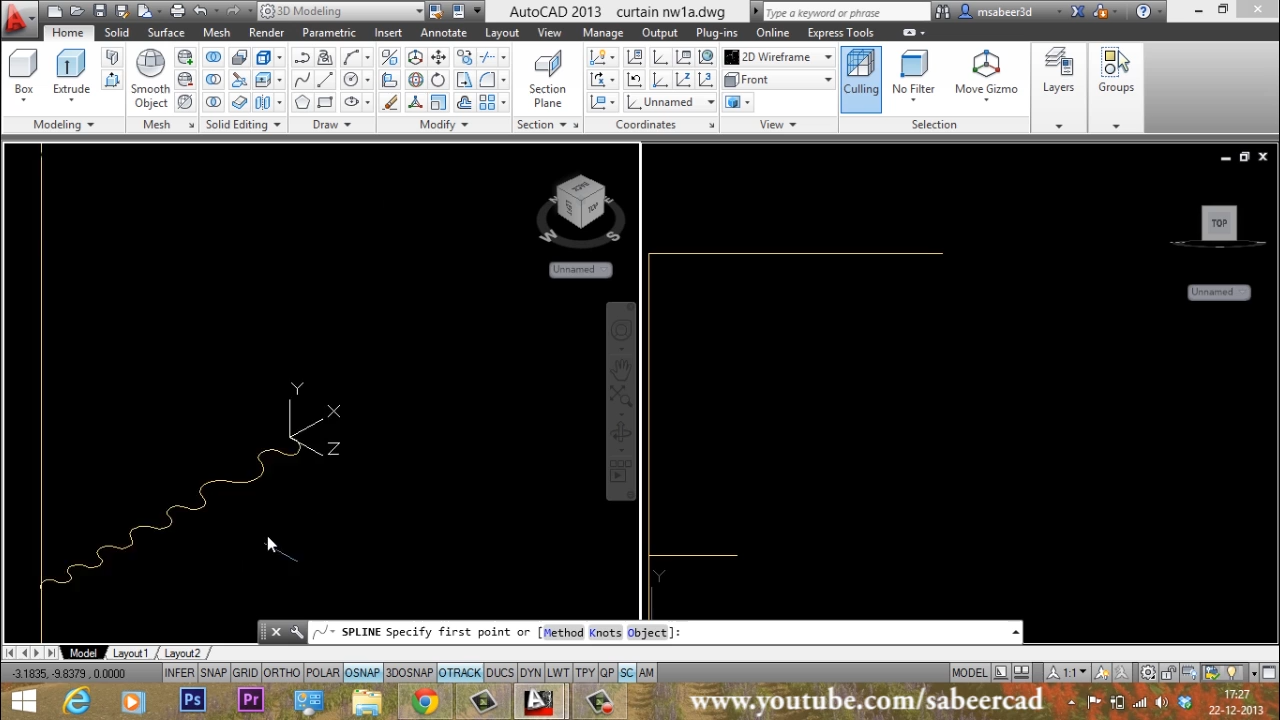 3D Modeling
AutoCAD 2013 curtain nw1a.dwg
Type a keyword or phrase
msabeer3d
Home Solid Surface Mesh Render Parametric Insert Annotate Layout View Manage Output Plug-ins Online Express Tools
2D Wireframe
Front
Unnamed
Box
Extrude
Smooth
Object
Section
Plane
Culling
No Filter
Move Gizmo
Layers
Groups
Modeling
Mesh
Solid Editing
Draw
Modify
Section
Coordinates
View
Selection
BACK
LEFT
TOP
W
S
Unnamed
TOP
Unnamed
Y
X
Z
Y
SPLINE Specify first point or [Method Knots Object]:
Model Layout1 Layout2
-3.1835, -9.8379, 0.0000
INFER SNAP GRID ORTHO POLAR OSNAP 3DOSNAP OTRACK DUCS DYN LWT TPY QP SC AM
MODEL
1:1
Ps
Pr
www.youtube.com/sabeercad
17:27
22-12-2013